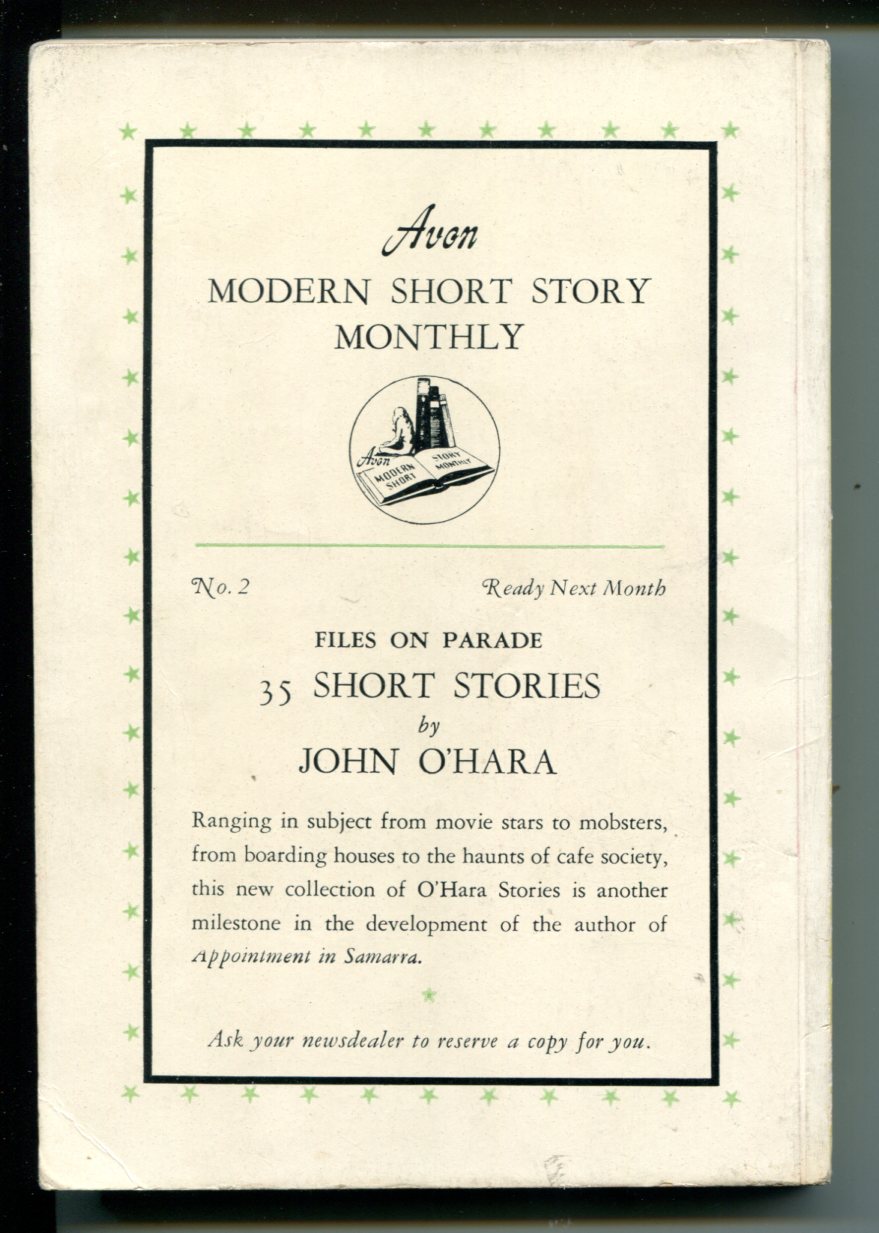 Avon
MODERN SHORT STORY
MONTHLY
Avon
MODERN
SHORT
STORY
MONTHLY
No. 2
Ready Next Month
FILES ON PARADE
35 SHORT STORIES
by
JOHN O'HARA
Ranging in subject from movie stars to mobsters,
from boarding houses to the haunts of cafe society,
this new collection of O'Hara Stories is another
milestone in the development of the author of
Appointment in Samarra.
Ask your newsdealer to reserve a copy for you.